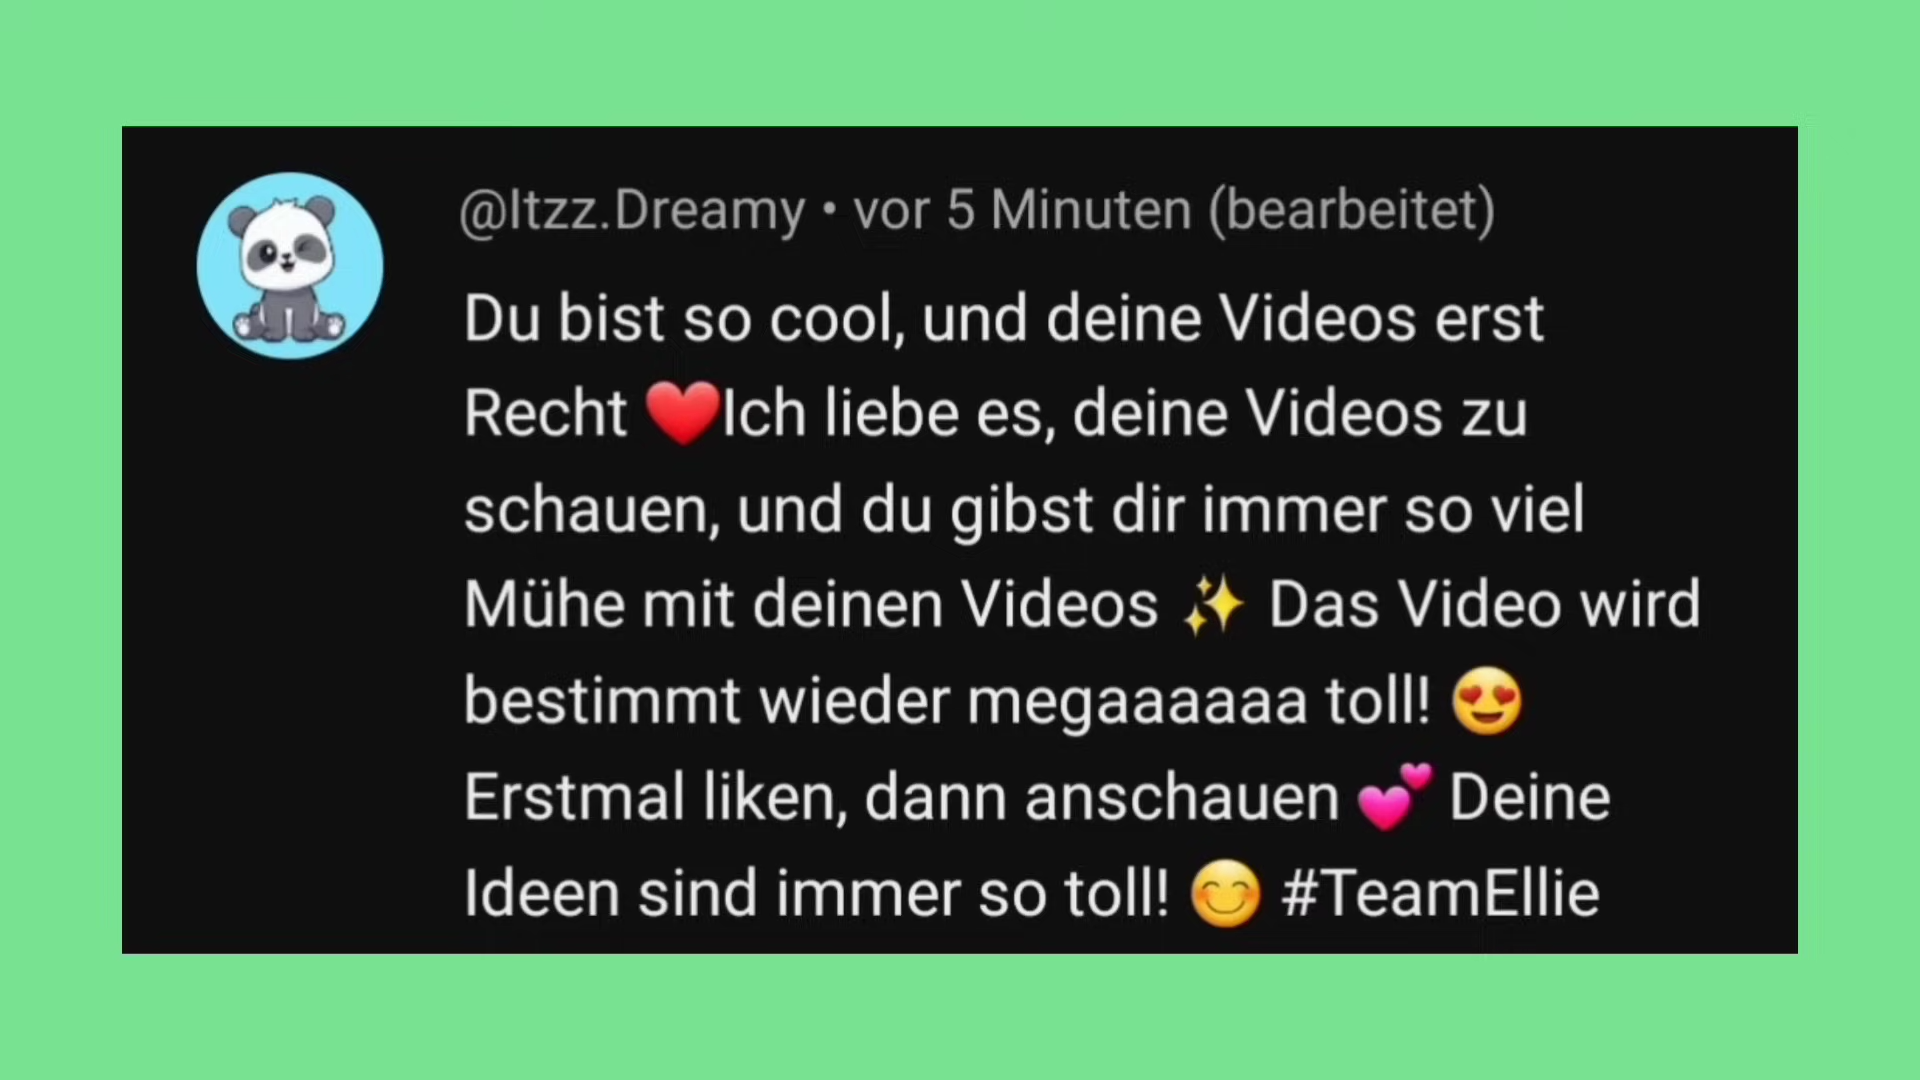 @Itzz.Dreamy • vor 5 Minuten (bearbeitet)
Du bist so cool, und deine Videos erst
Recht ❤️Ich liebe es, deine Videos zu
schauen, und du gibst dir immer so viel
Mühe mit deinen Videos ✨ Das Video wird
bestimmt wieder megaaaaaa toll! 😍
Erstmal liken, dann anschauen 💕 Deine
Ideen sind immer so toll! 😊 #TeamEllie